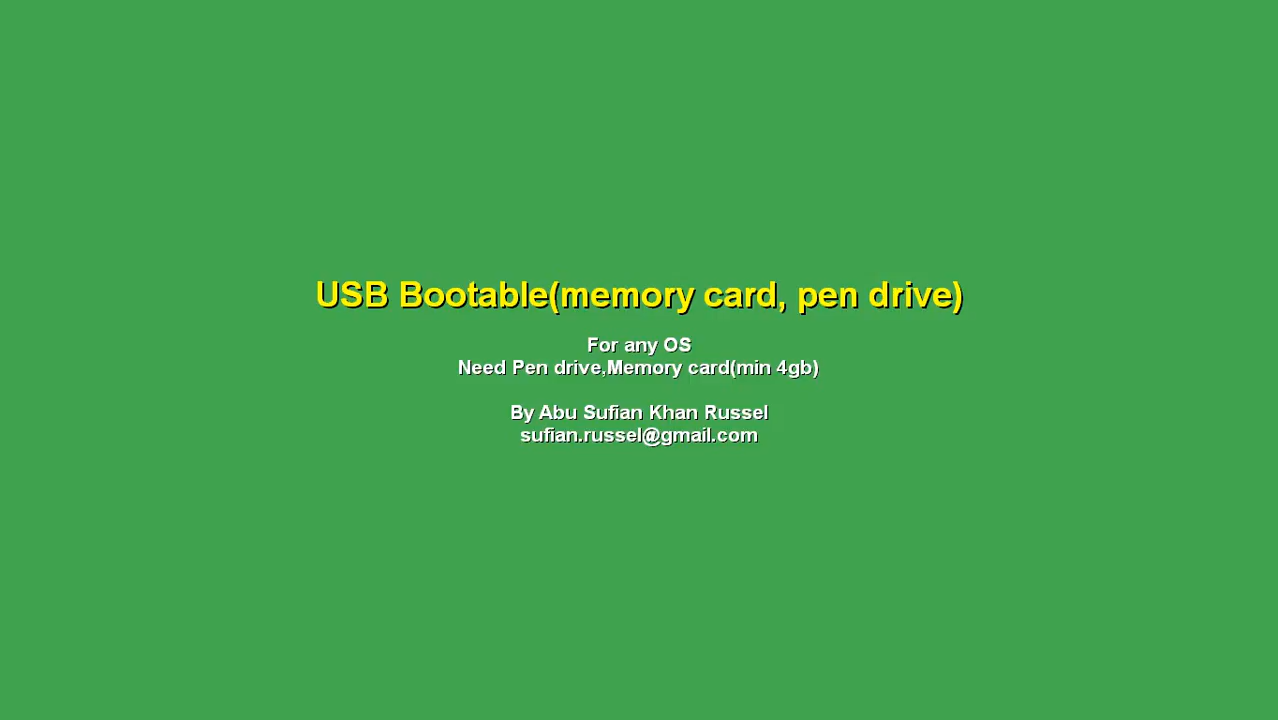 USB Bootable(memory card, pen drive)
For any OS
Need Pen drive,Memory card(min 4gb)
By Abu Sufian Khan Russel
sufian.russel@gmail.com